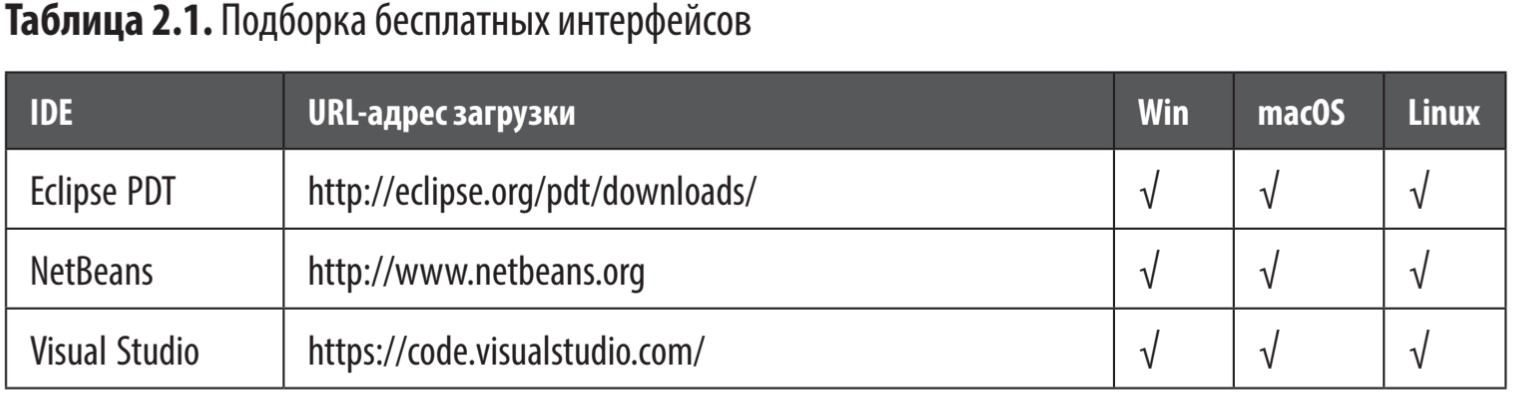 Таблица 2.1. Подборка бесплатных интерфейсов
IDE URL-адрес загрузки Win macOS Linux
Eclipse PDT http://eclipse.org/pdt/downloads/ √ √ √
NetBeans http://www.netbeans.org √ √ √
Visual Studio https://code.visualstudio.com/ √ √ √